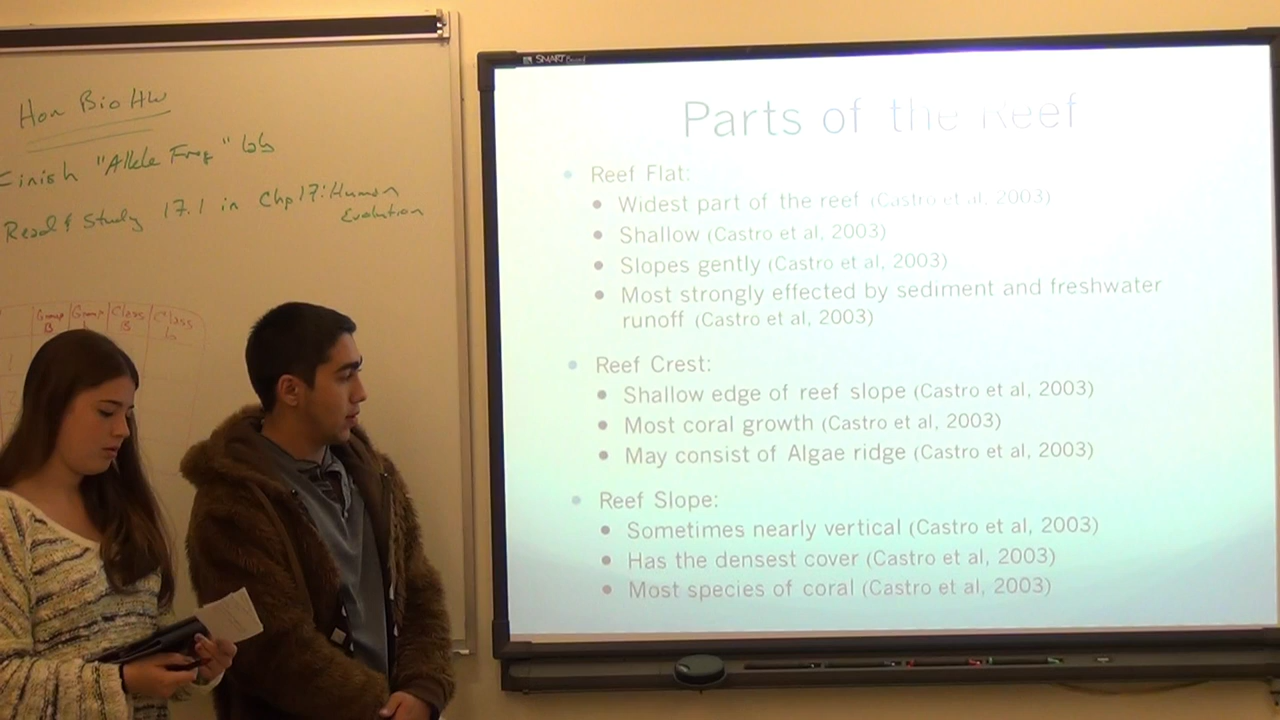 Hon Bio HW
Finish "Allele Freq" lab
Read & Study 17.1 in Chp 17: Human
Evolution
Group Group Class Class
B b B b
1
2
SMART Board
Parts of the Reef
• Reef Flat:
• Widest part of the reef (Castro et al, 2003)
• Shallow (Castro et al, 2003)
• Slopes gently (Castro et al, 2003)
• Most strongly effected by sediment and freshwater
runoff (Castro et al, 2003)
• Reef Crest:
• Shallow edge of reef slope (Castro et al, 2003)
• Most coral growth (Castro et al, 2003)
• May consist of Algae ridge (Castro et al, 2003)
• Reef Slope:
• Sometimes nearly vertical (Castro et al, 2003)
• Has the densest cover (Castro et al, 2003)
• Most species of coral (Castro et al, 2003)